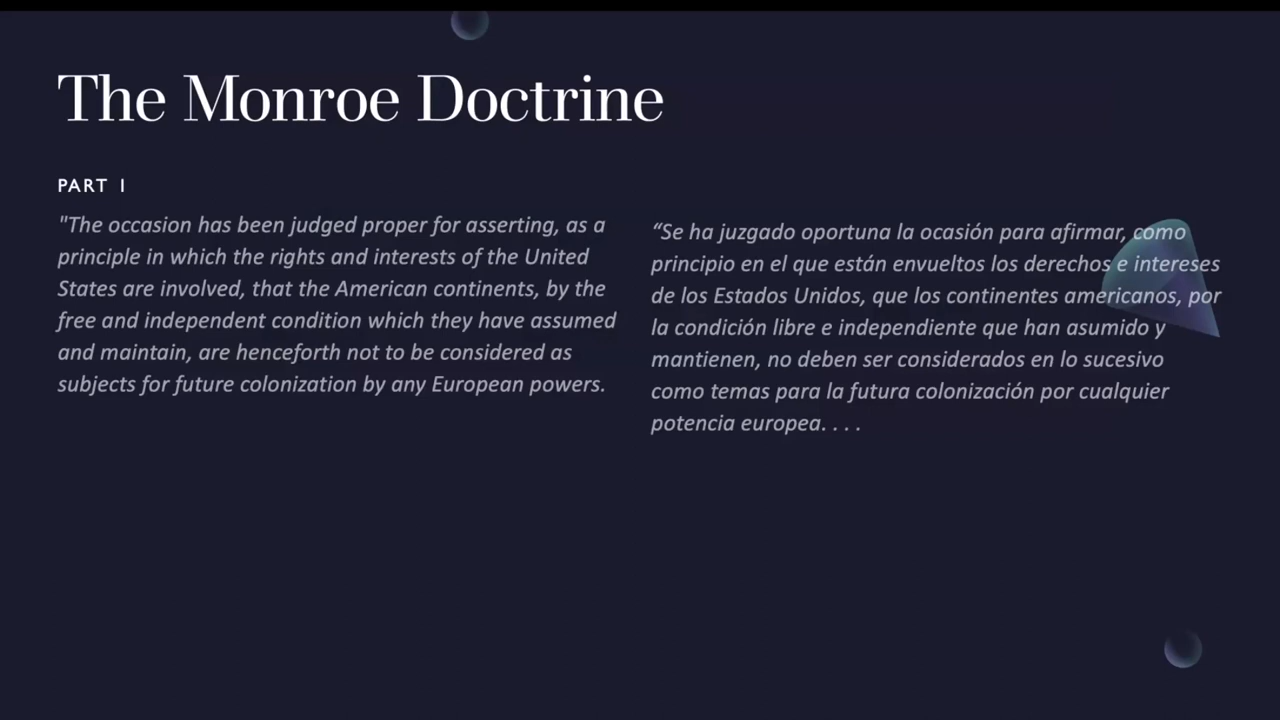 The Monroe Doctrine
PART 1
"The occasion has been judged proper for asserting, as a
principle in which the rights and interests of the United
States are involved, that the American continents, by the
free and independent condition which they have assumed
and maintain, are henceforth not to be considered as
subjects for future colonization by any European powers.
“Se ha juzgado oportuna la ocasión para afirmar, como
principio en el que están envueltos los derechos e intereses
de los Estados Unidos, que los continentes americanos, por
la condición libre e independiente que han asumido y
mantienen, no deben ser considerados en lo sucesivo
como temas para la futura colonización por cualquier
potencia europea. . . .